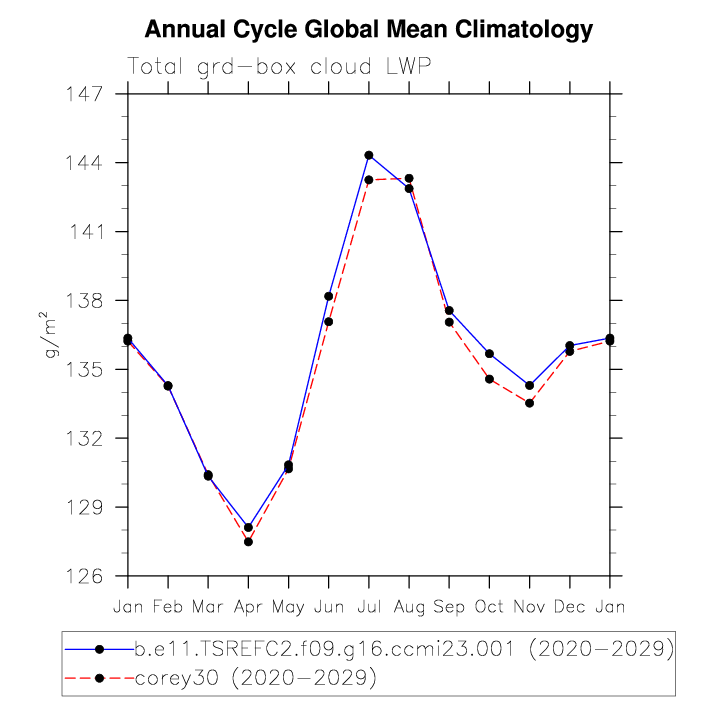 Annual Cycle Global Mean Climatology
Total grd-box cloud LWP
147
144
141
138
135
132
129
126
g/m²
Jan Feb Mar Apr May Jun Jul Aug Sep Oct Nov Dec Jan
b.e11.TSREFC2.f09.g16.ccmi23.001 (2020-2029)
corey30 (2020-2029)